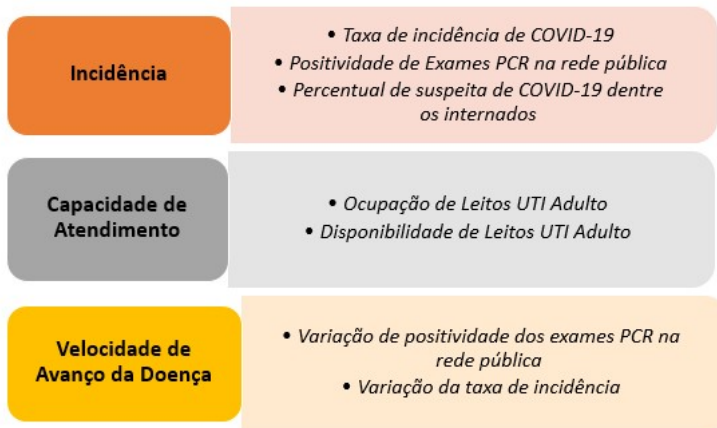 Incidência
• Taxa de incidência de COVID-19
• Positividade de Exames PCR na rede pública
• Percentual de suspeita de COVID-19 dentre
os internados
Capacidade de
Atendimento
• Ocupação de Leitos UTI Adulto
• Disponibilidade de Leitos UTI Adulto
Velocidade de
Avanço da Doença
• Variação de positividade dos exames PCR na
rede pública
• Variação da taxa de incidência